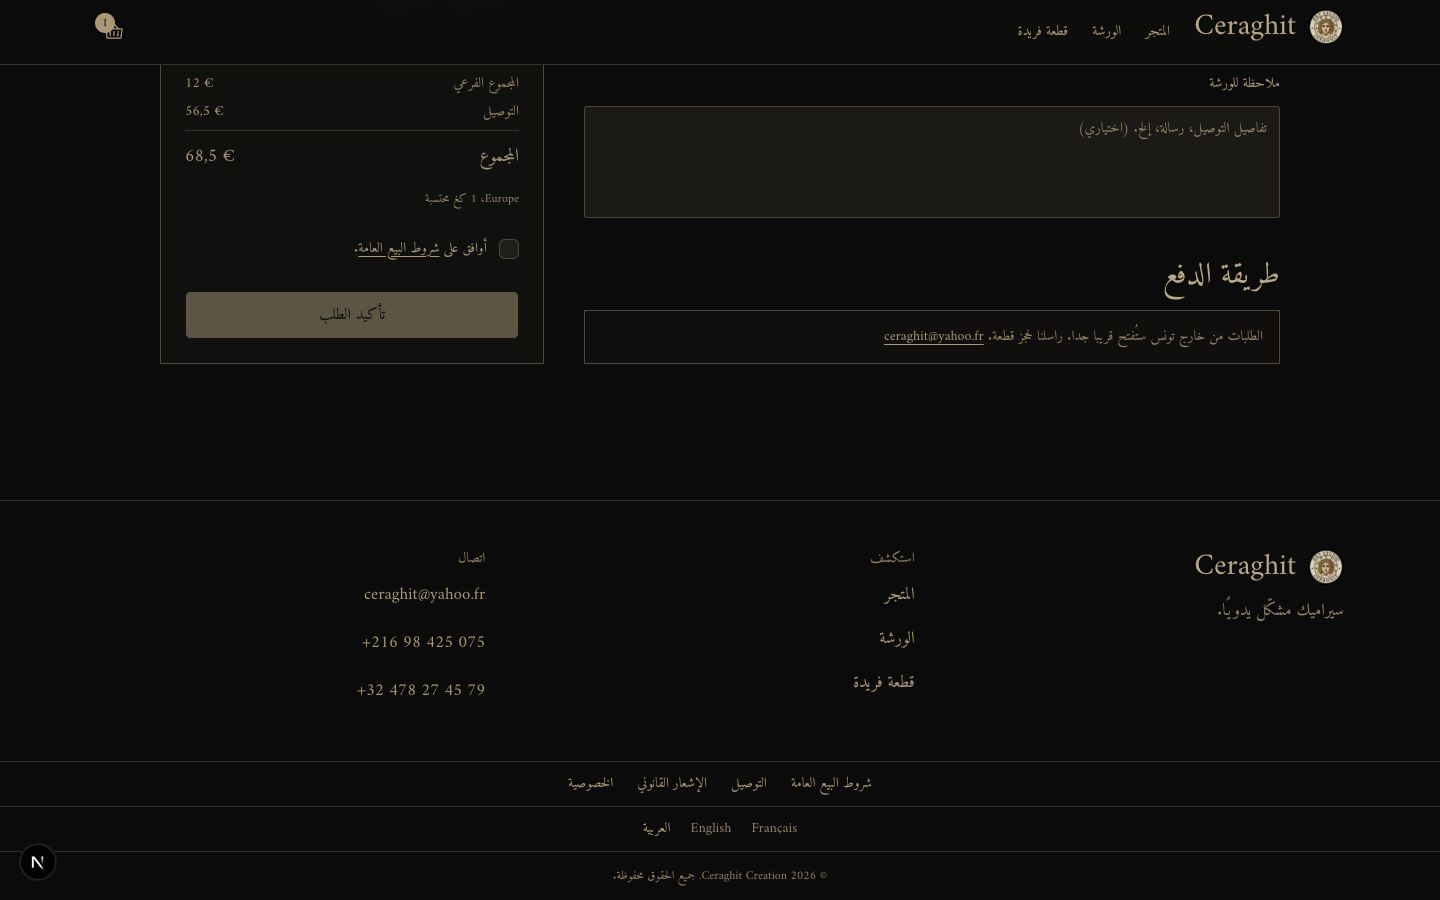 Ceraghit
المتجر
الورشة
قطعة فريدة
1
ملاحظة للورشة
تفاصيل التوصيل، رسالة، إلخ. (اختياري)
طريقة الدفع
الطلبات من خارج تونس ستُفتح قريبا جدا. راسلنا لحجز قطعة. ceraghit@yahoo.fr
المجموع الفرعي 12 €
التوصيل 56,5 €
المجموع 68,5 €
Europe، 1 كغ محتسبة
أوافق على شروط البيع العامة.
تأكيد الطلب
Ceraghit
سيراميك مشكّل يدويًا.
استكشف
المتجر
الورشة
قطعة فريدة
اتصال
ceraghit@yahoo.fr
+216 98 425 075
+32 478 27 45 79
شروط البيع العامة
التوصيل
الإشعار القانوني
الخصوصية
Français
English
العربية
© 2026 Ceraghit Creation. جميع الحقوق محفوظة.